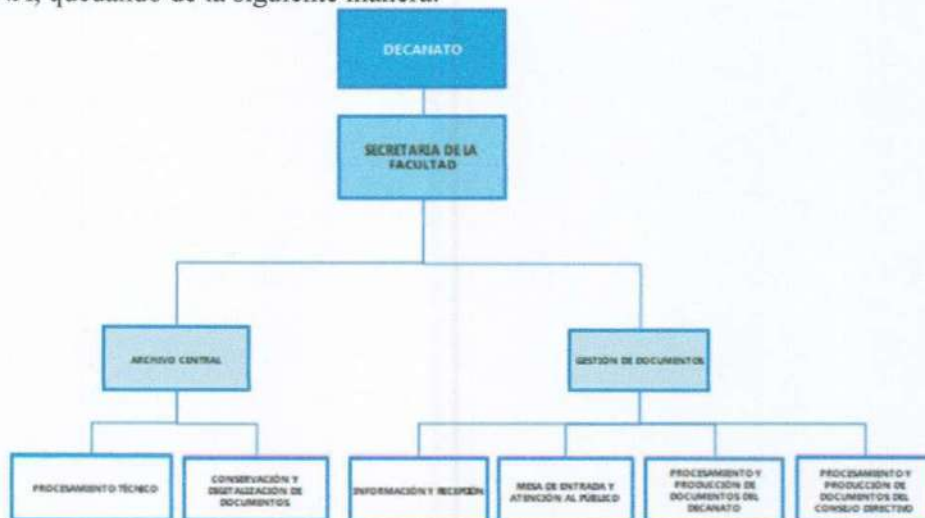 quedando de la siguiente manera:
DECANATO
SECRETARIA DE LA
FACULTAD
ARCHIVO CENTRAL
GESTIÓN DE DOCUMENTOS
PROCESAMIENTO TÉCNICO
CONSERVACIÓN Y
DIGITALIZACIÓN DE
DOCUMENTOS
INFORMACIÓN Y RECEPCIÓN
MESA DE ENTRADA Y
ATENCIÓN AL PÚBLICO
PROCESAMIENTO Y
PRODUCCIÓN DE
DOCUMENTOS DEL
DECANATO
PROCESAMIENTO Y
PRODUCCIÓN DE
DOCUMENTOS DEL
CONSEJO DIRECTIVO